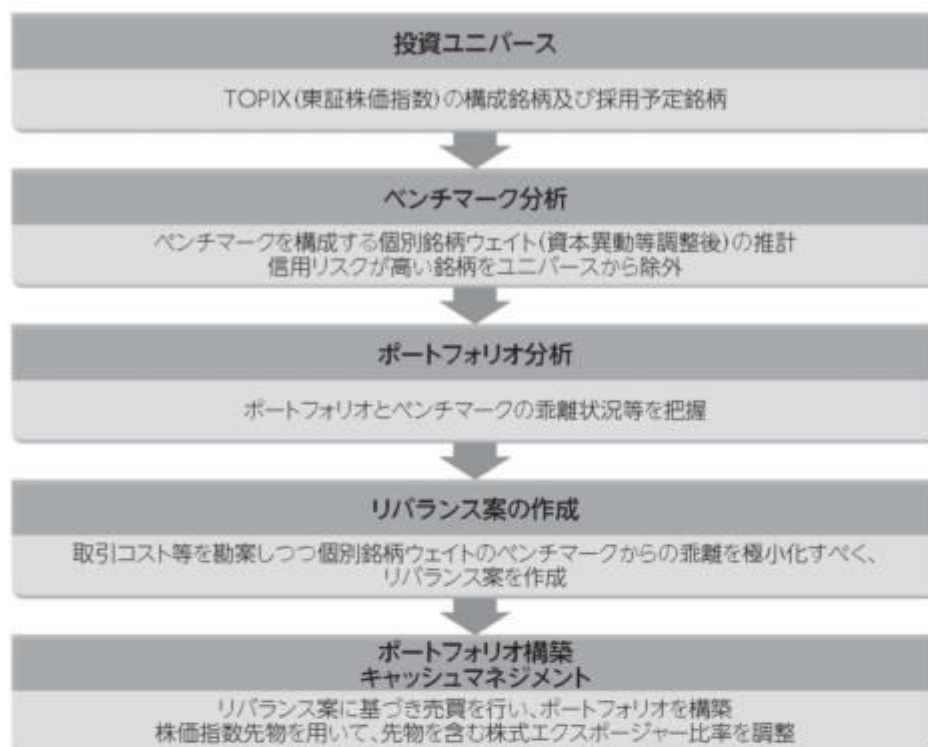 投資ユニバース
TOPIX(東証株価指数)の構成銘柄及び採用予定銘柄
ベンチマーク分析
ベンチマークを構成する個別銘柄ウェイト(資本異動等調整後)の推計
信用リスクが高い銘柄をユニバースから除外
ポートフォリオ分析
ポートフォリオとベンチマークの乖離状況等を把握
リバランス案の作成
取引コスト等を勘案しつつ個別銘柄ウェイトのベンチマークからの乖離を極小化すべく、
リバランス案を作成
ポートフォリオ構築
キャッシュマネジメント
リバランス案に基づき売買を行い、ポートフォリオを構築
株価指数先物を用いて、先物を含む株式エクスポージャー比率を調整